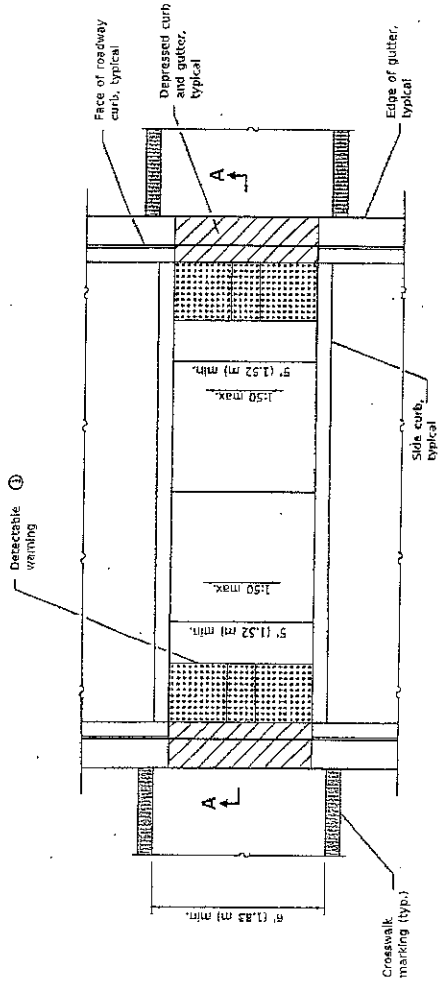 Face of roadway
curb, typical
Depressed curb
and gutter,
typical
Edge of gutter,
typical
A
Detectable ①
warning
5' (1.52 m) min.
1:50 max.
1:50 max.
5' (1.52 m) min.
Side curb,
typical
A
6' (1.83 m) min.
Crosswalk
marking (typ.)